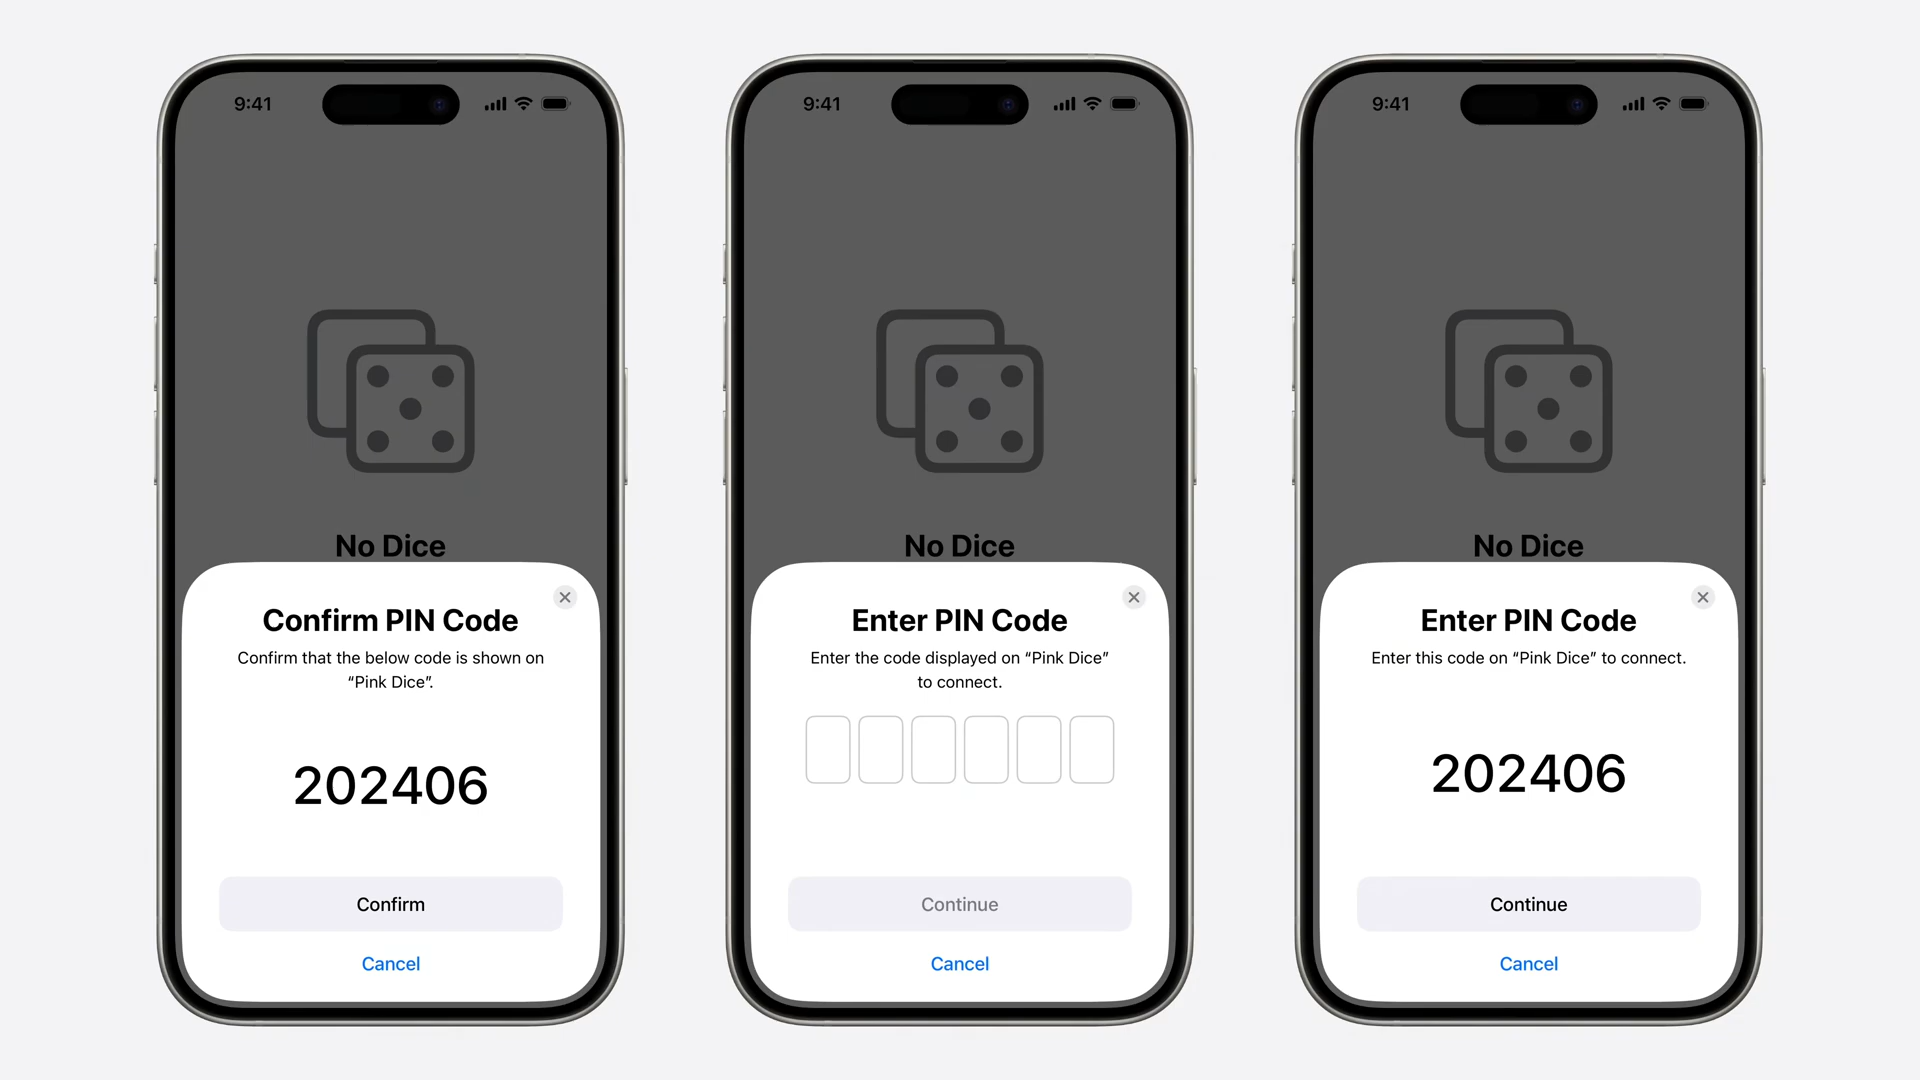 9:41
No Dice
Confirm PIN Code
Confirm that the below code is shown on
“Pink Dice”.
202406
Confirm
Cancel
9:41
No Dice
Enter PIN Code
Enter the code displayed on “Pink Dice”
to connect.
Continue
Cancel
9:41
No Dice
Enter PIN Code
Enter this code on “Pink Dice” to connect.
202406
Continue
Cancel